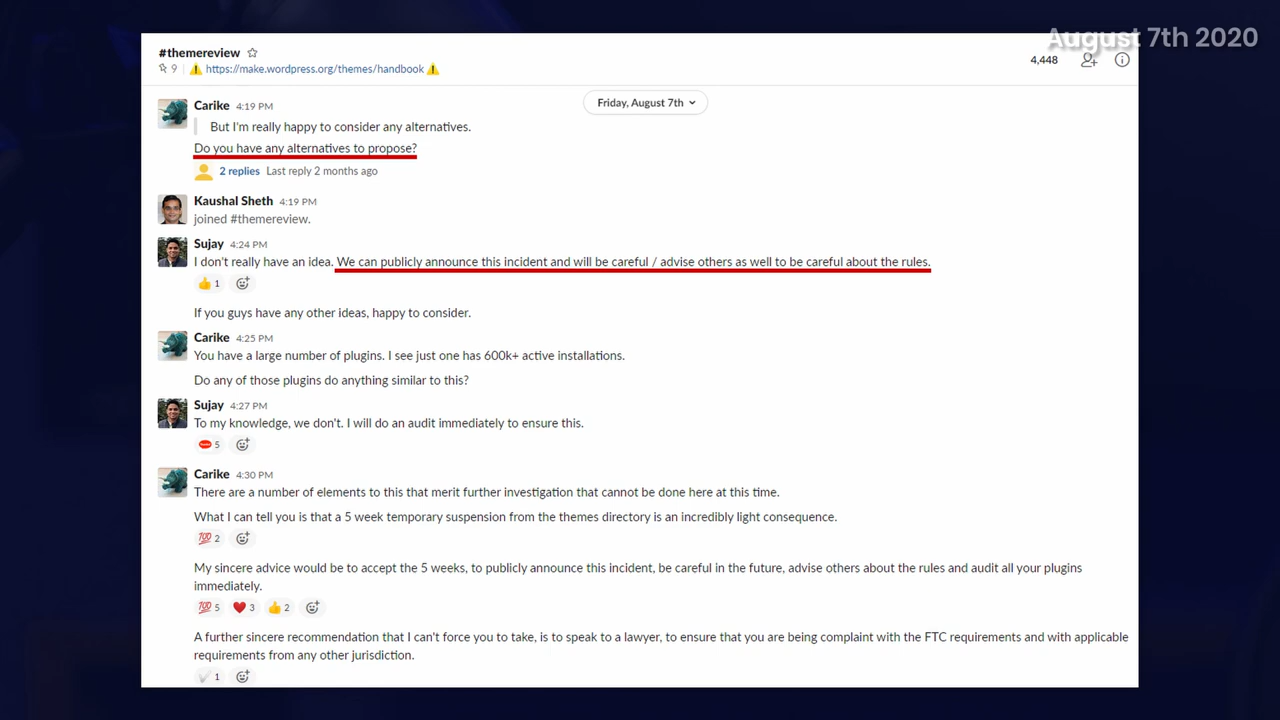 August 7th 2020
#themereview
4,448
9 | ⚠️ https://make.wordpress.org/themes/handbook ⚠️
Friday, August 7th
Carike 4:19 PM
But I'm really happy to consider any alternatives.
Do you have any alternatives to propose?
2 replies Last reply 2 months ago
Kaushal Sheth 4:19 PM
joined #themereview.
Sujay 4:24 PM
I don't really have an idea. We can publicly announce this incident and will be careful / advise others as well to be careful about the rules.
👍 1
If you guys have any other ideas, happy to consider.
Carike 4:25 PM
You have a large number of plugins. I see just one has 600k+ active installations.
Do any of those plugins do anything similar to this?
Sujay 4:27 PM
To my knowledge, we don't. I will do an audit immediately to ensure this.
5
Carike 4:30 PM
There are a number of elements to this that merit further investigation that cannot be done here at this time.
What I can tell you is that a 5 week temporary suspension from the themes directory is an incredibly light consequence.
💯 2
My sincere advice would be to accept the 5 weeks, to publicly announce this incident, be careful in the future, advise others about the rules and audit all your plugins
immediately.
💯 5 ❤️ 3 👍 2
A further sincere recommendation that I can't force you to take, is to speak to a lawyer, to ensure that you are being complaint with the FTC requirements and with applicable
requirements from any other jurisdiction.
1